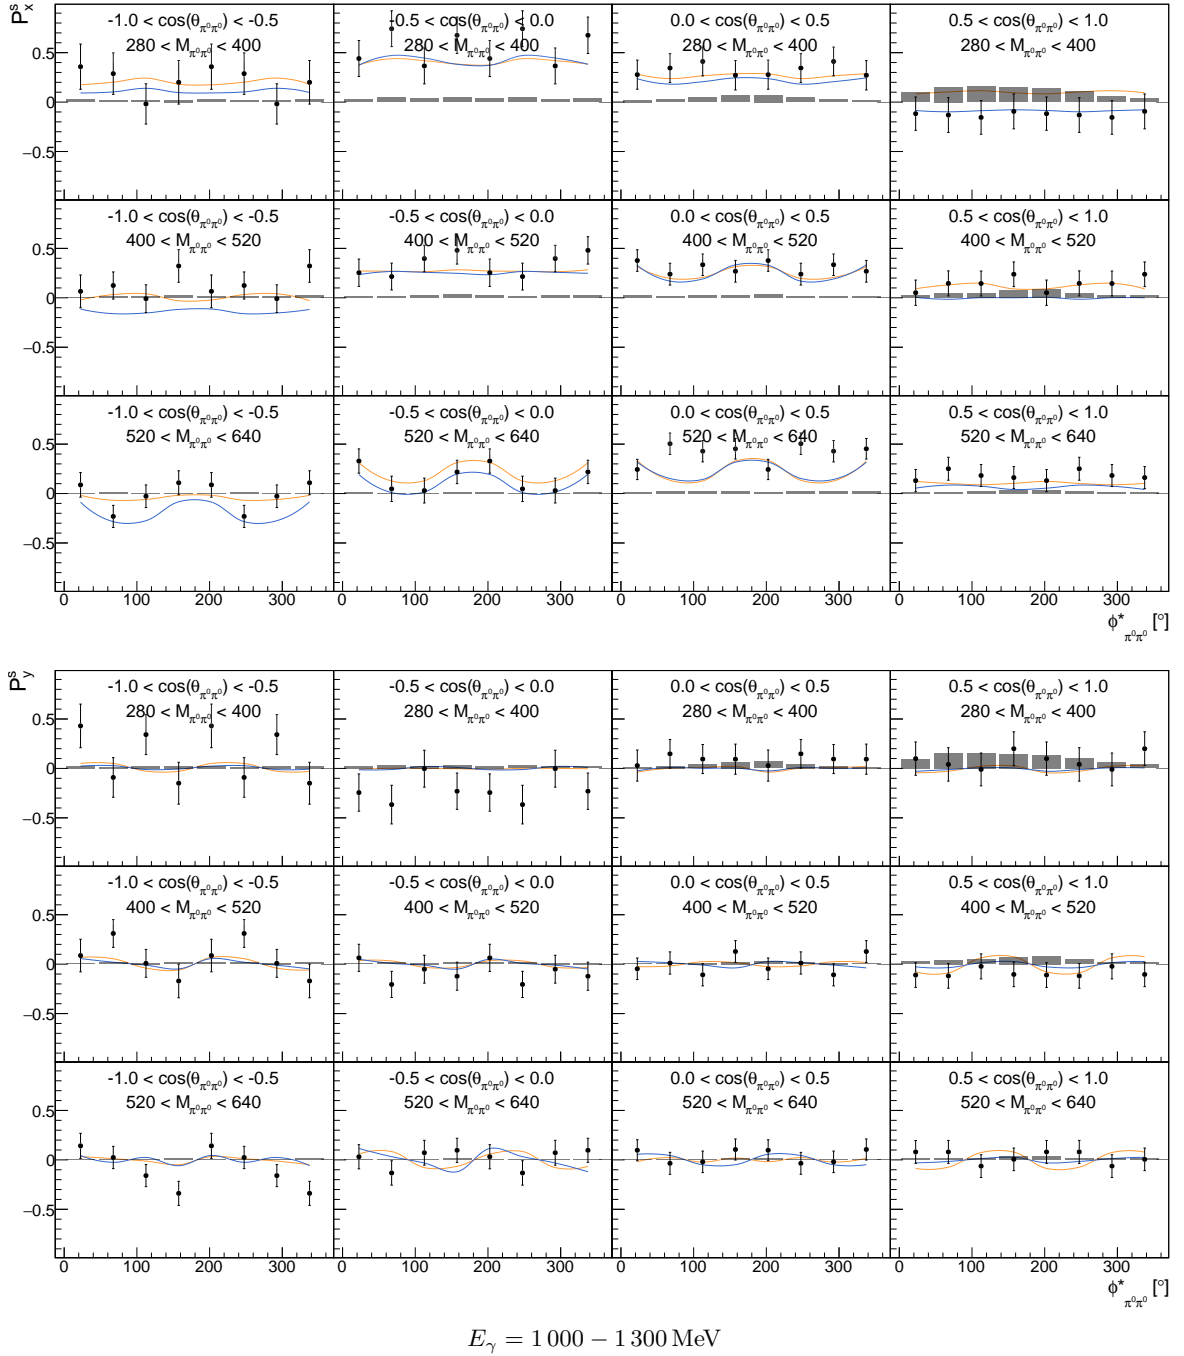 P^s_x
-1.0 < cos(θ_π⁰π⁰) < -0.5
280 < M_π⁰π⁰ < 400
-0.5 < cos(θ_π⁰π⁰) < 0.0
280 < M_π⁰π⁰ < 400
0.0 < cos(θ_π⁰π⁰) < 0.5
280 < M_π⁰π⁰ < 400
0.5 < cos(θ_π⁰π⁰) < 1.0
280 < M_π⁰π⁰ < 400
0.5
0
−0.5
-1.0 < cos(θ_π⁰π⁰) < -0.5
400 < M_π⁰π⁰ < 520
-0.5 < cos(θ_π⁰π⁰) < 0.0
400 < M_π⁰π⁰ < 520
0.0 < cos(θ_π⁰π⁰) < 0.5
400 < M_π⁰π⁰ < 520
0.5 < cos(θ_π⁰π⁰) < 1.0
400 < M_π⁰π⁰ < 520
0.5
0
−0.5
-1.0 < cos(θ_π⁰π⁰) < -0.5
520 < M_π⁰π⁰ < 640
-0.5 < cos(θ_π⁰π⁰) < 0.0
520 < M_π⁰π⁰ < 640
0.0 < cos(θ_π⁰π⁰) < 0.5
520 < M_π⁰π⁰ < 640
0.5 < cos(θ_π⁰π⁰) < 1.0
520 < M_π⁰π⁰ < 640
0.5
0
−0.5
0 100 200 300 0 100 200 300 0 100 200 300 0 100 200 300
ϕ*_π⁰π⁰ [°]
P^s_y
-1.0 < cos(θ_π⁰π⁰) < -0.5
280 < M_π⁰π⁰ < 400
-0.5 < cos(θ_π⁰π⁰) < 0.0
280 < M_π⁰π⁰ < 400
0.0 < cos(θ_π⁰π⁰) < 0.5
280 < M_π⁰π⁰ < 400
0.5 < cos(θ_π⁰π⁰) < 1.0
280 < M_π⁰π⁰ < 400
0.5
0
−0.5
-1.0 < cos(θ_π⁰π⁰) < -0.5
400 < M_π⁰π⁰ < 520
-0.5 < cos(θ_π⁰π⁰) < 0.0
400 < M_π⁰π⁰ < 520
0.0 < cos(θ_π⁰π⁰) < 0.5
400 < M_π⁰π⁰ < 520
0.5 < cos(θ_π⁰π⁰) < 1.0
400 < M_π⁰π⁰ < 520
0.5
0
−0.5
-1.0 < cos(θ_π⁰π⁰) < -0.5
520 < M_π⁰π⁰ < 640
-0.5 < cos(θ_π⁰π⁰) < 0.0
520 < M_π⁰π⁰ < 640
0.0 < cos(θ_π⁰π⁰) < 0.5
520 < M_π⁰π⁰ < 640
0.5 < cos(θ_π⁰π⁰) < 1.0
520 < M_π⁰π⁰ < 640
0.5
0
−0.5
0 100 200 300 0 100 200 300 0 100 200 300 0 100 200 300
ϕ*_π⁰π⁰ [°]
E_γ = 1 000 − 1 300 MeV